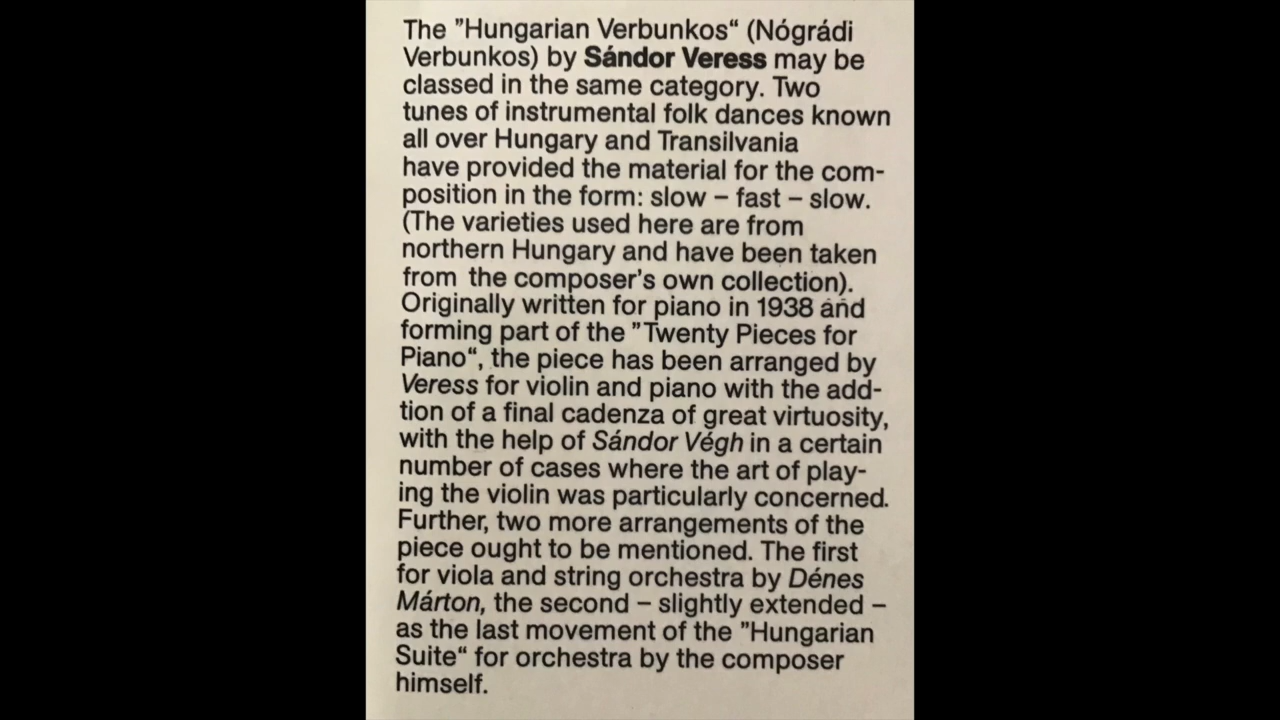 The ”Hungarian Verbunkos“ (Nógrádi
Verbunkos) by Sándor Veress may be
classed in the same category. Two
tunes of instrumental folk dances known
all over Hungary and Transilvania
have provided the material for the com-
position in the form: slow – fast – slow.
(The varieties used here are from
northern Hungary and have been taken
from the composer’s own collection).
Originally written for piano in 1938 and
forming part of the ”Twenty Pieces for
Piano“, the piece has been arranged by
Veress for violin and piano with the add-
tion of a final cadenza of great virtuosity,
with the help of Sándor Végh in a certain
number of cases where the art of play-
ing the violin was particularly concerned.
Further, two more arrangements of the
piece ought to be mentioned. The first
for viola and string orchestra by Dénes
Márton, the second – slightly extended –
as the last movement of the ”Hungarian
Suite“ for orchestra by the composer
himself.